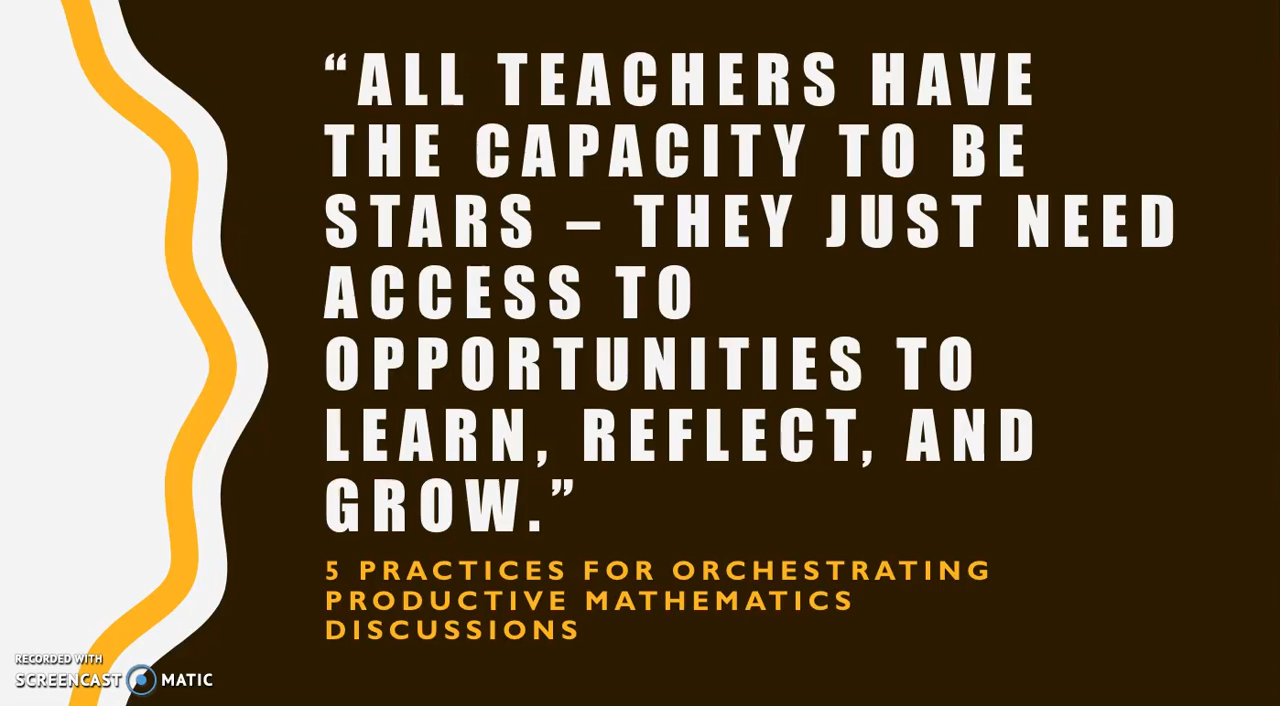 “ALL TEACHERS HAVE
THE CAPACITY TO BE
STARS – THEY JUST NEED
ACCESS TO
OPPORTUNITIES TO
LEARN, REFLECT, AND
GROW.”
5 PRACTICES FOR ORCHESTRATING
PRODUCTIVE MATHEMATICS
DISCUSSIONS
RECORDED WITH
SCREENCAST MATIC